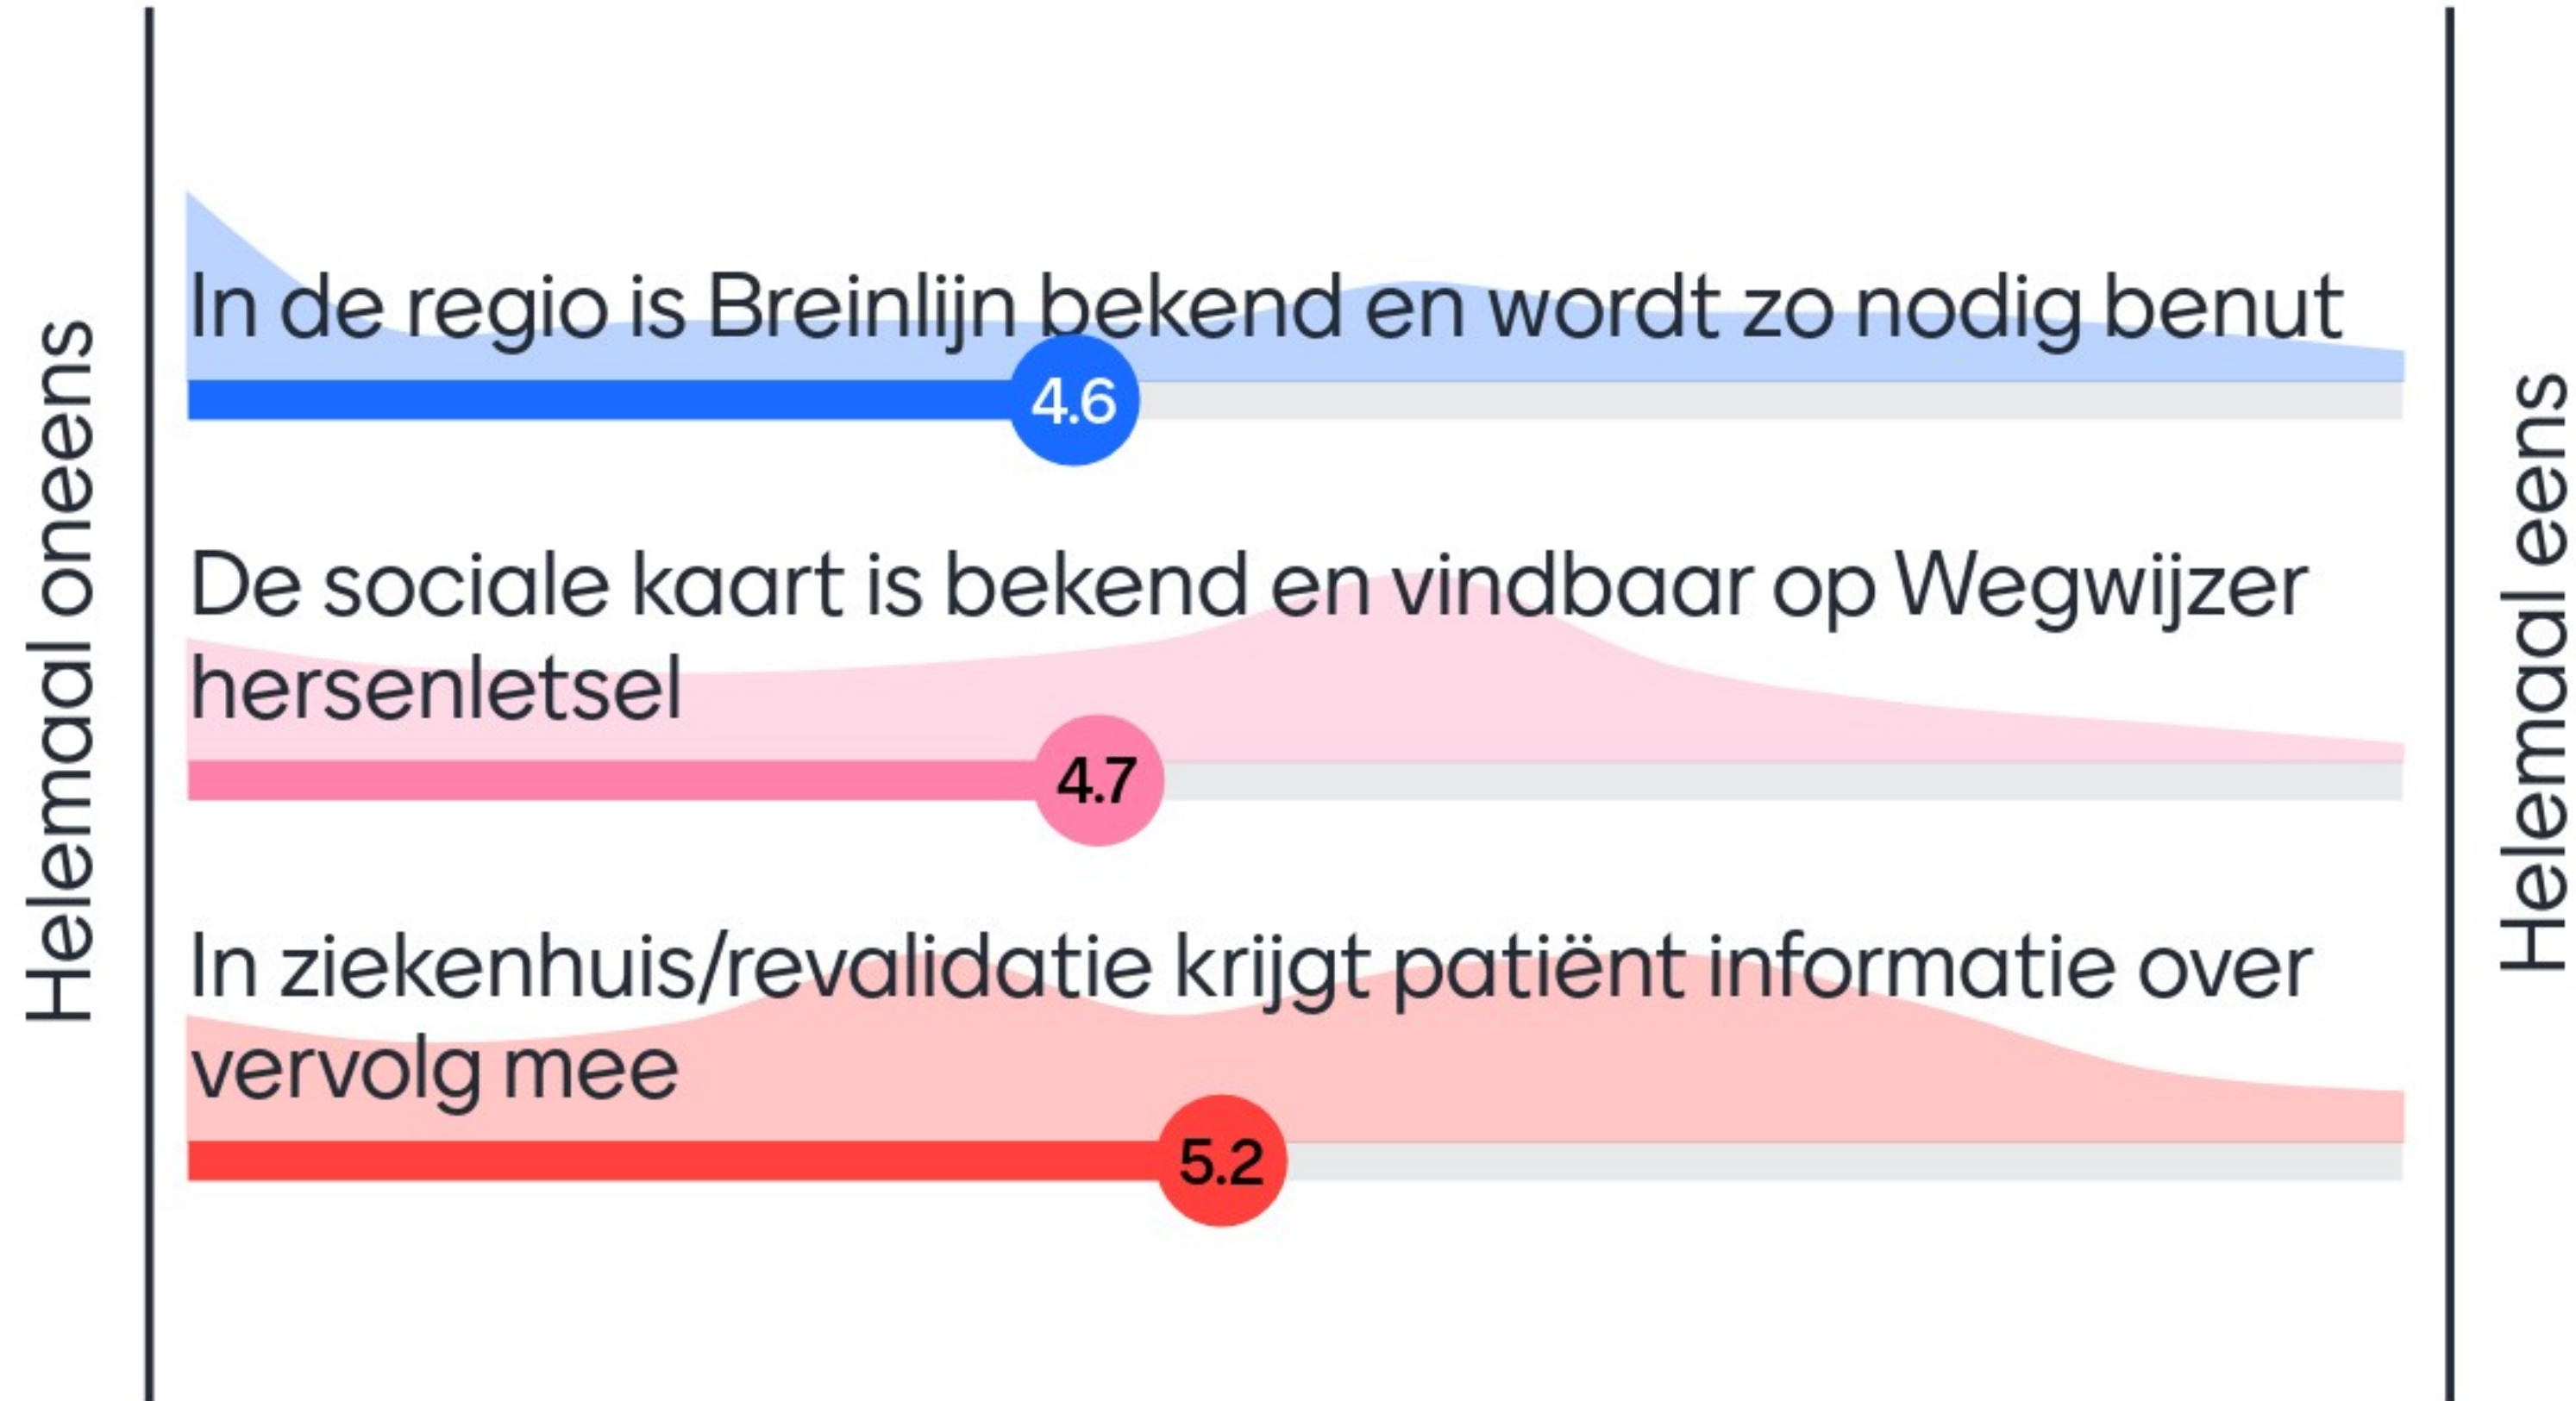 Helemaal oneens
In de regio is Breinlijn bekend en wordt zo nodig benut
4.6
De sociale kaart is bekend en vindbaar op Wegwijzer
hersenletsel
4.7
In ziekenhuis/revalidatie krijgt patiënt informatie over
vervolg mee
5.2
Helemaal eens